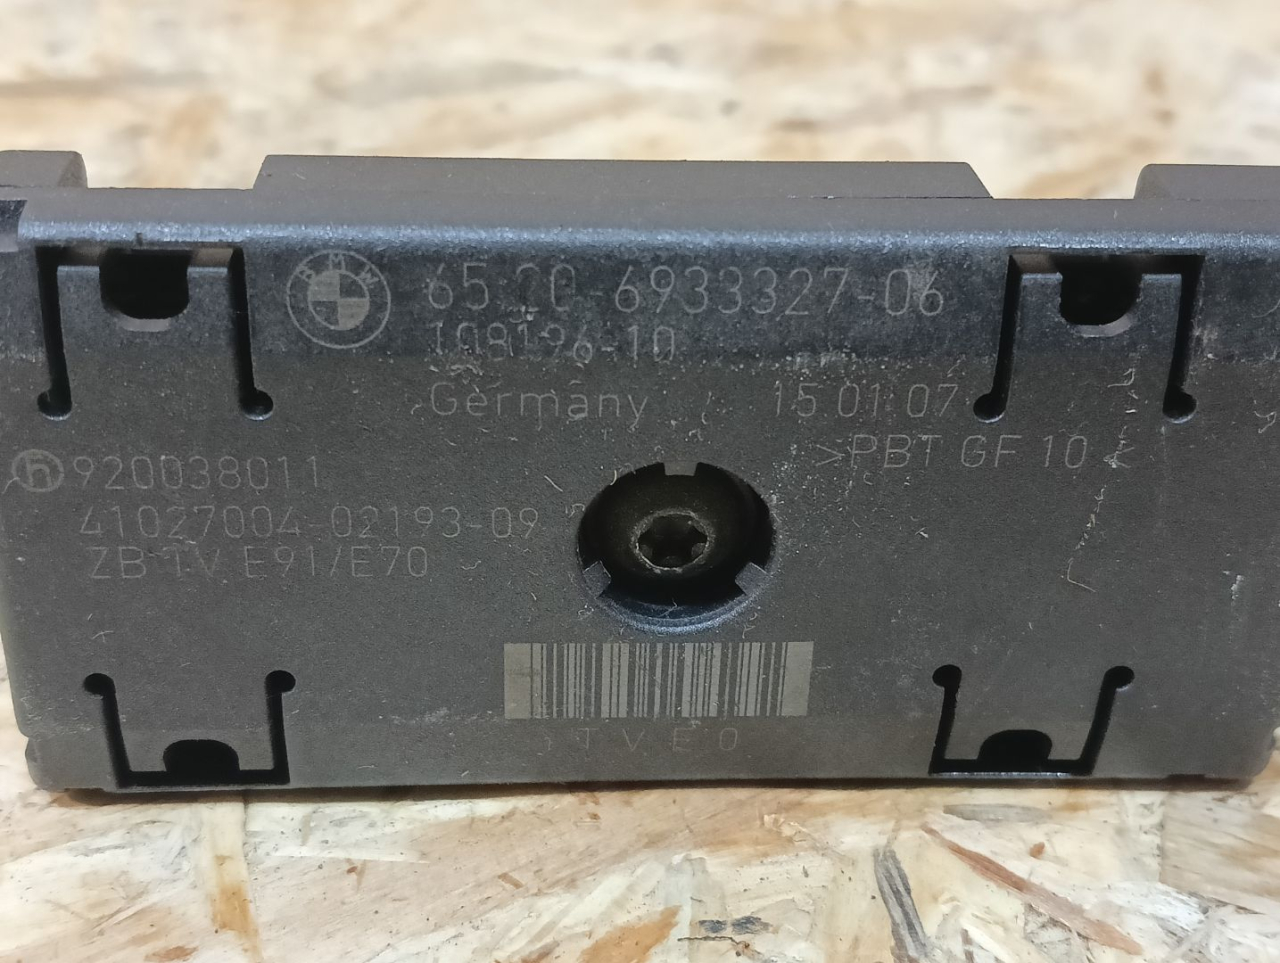 BMW
65.20-6933327-06
108196-10
Germany 15.01.07
>PBT GF 10<
h 920038011
41027004-02193-09
ZB TV E91/E70
TVE0